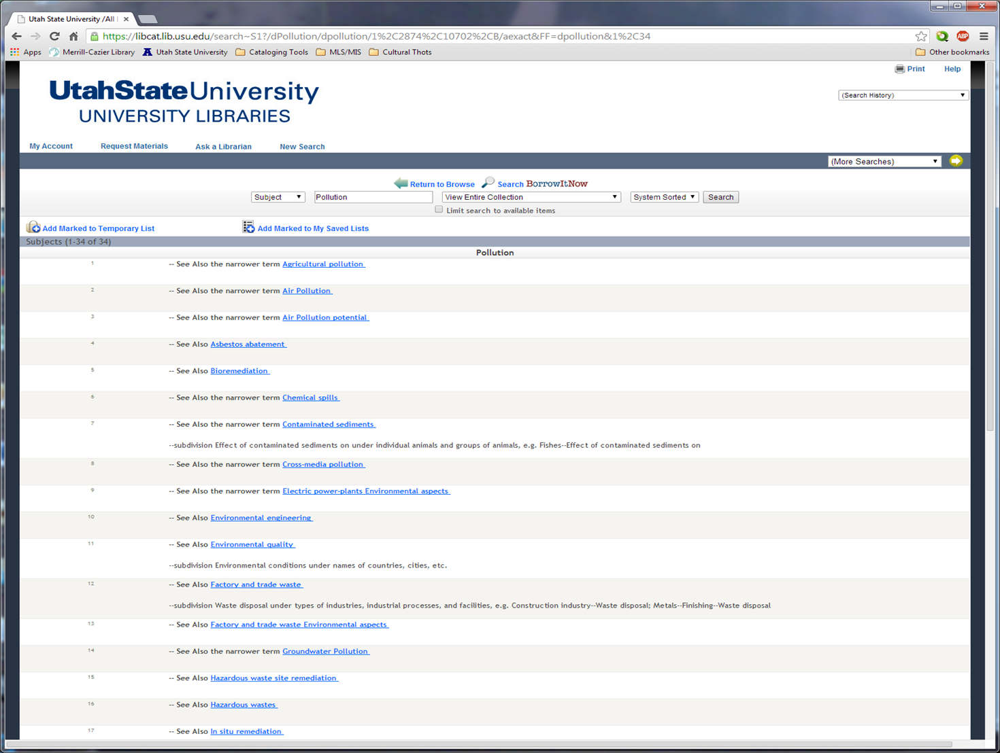 Utah State University /All
https://libcat.lib.usu.edu/search~S1?/dPollution/dpollution/1%2C2874%2C10702%2CB/aexact&FF=dpollution&1%2C34
ABP
Apps Merrill-Cazier Library Utah State University Cataloging Tools MLS/MIS Cultural Thots Other bookmarks
Print Help
UtahStateUniversity
UNIVERSITY LIBRARIES
(Search History)
My Account Request Materials Ask a Librarian New Search
(More Searches)
Return to Browse Search BorrowItNow
Subject Pollution View Entire Collection System Sorted Search
Limit search to available items
Add Marked to Temporary List Add Marked to My Saved Lists
Subjects (1-34 of 34)
Pollution
1 -- See Also the narrower term Agricultural pollution
2 -- See Also the narrower term Air Pollution
3 -- See Also the narrower term Air Pollution potential
4 -- See Also Asbestos abatement
5 -- See Also Bioremediation
6 -- See Also the narrower term Chemical spills
7 -- See Also the narrower term Contaminated sediments
--subdivision Effect of contaminated sediments on under individual animals and groups of animals, e.g. Fishes--Effect of contaminated sediments on
8 -- See Also the narrower term Cross-media pollution
9 -- See Also the narrower term Electric power-plants Environmental aspects
10 -- See Also Environmental engineering
11 -- See Also Environmental quality
--subdivision Environmental conditions under names of countries, cities, etc.
12 -- See Also Factory and trade waste
--subdivision Waste disposal under types of industries, industrial processes, and facilities, e.g. Construction industry--Waste disposal; Metals--Finishing--Waste disposal
13 -- See Also Factory and trade waste Environmental aspects
14 -- See Also the narrower term Groundwater Pollution
15 -- See Also Hazardous waste site remediation
16 -- See Also Hazardous wastes
17 -- See Also In situ remediation